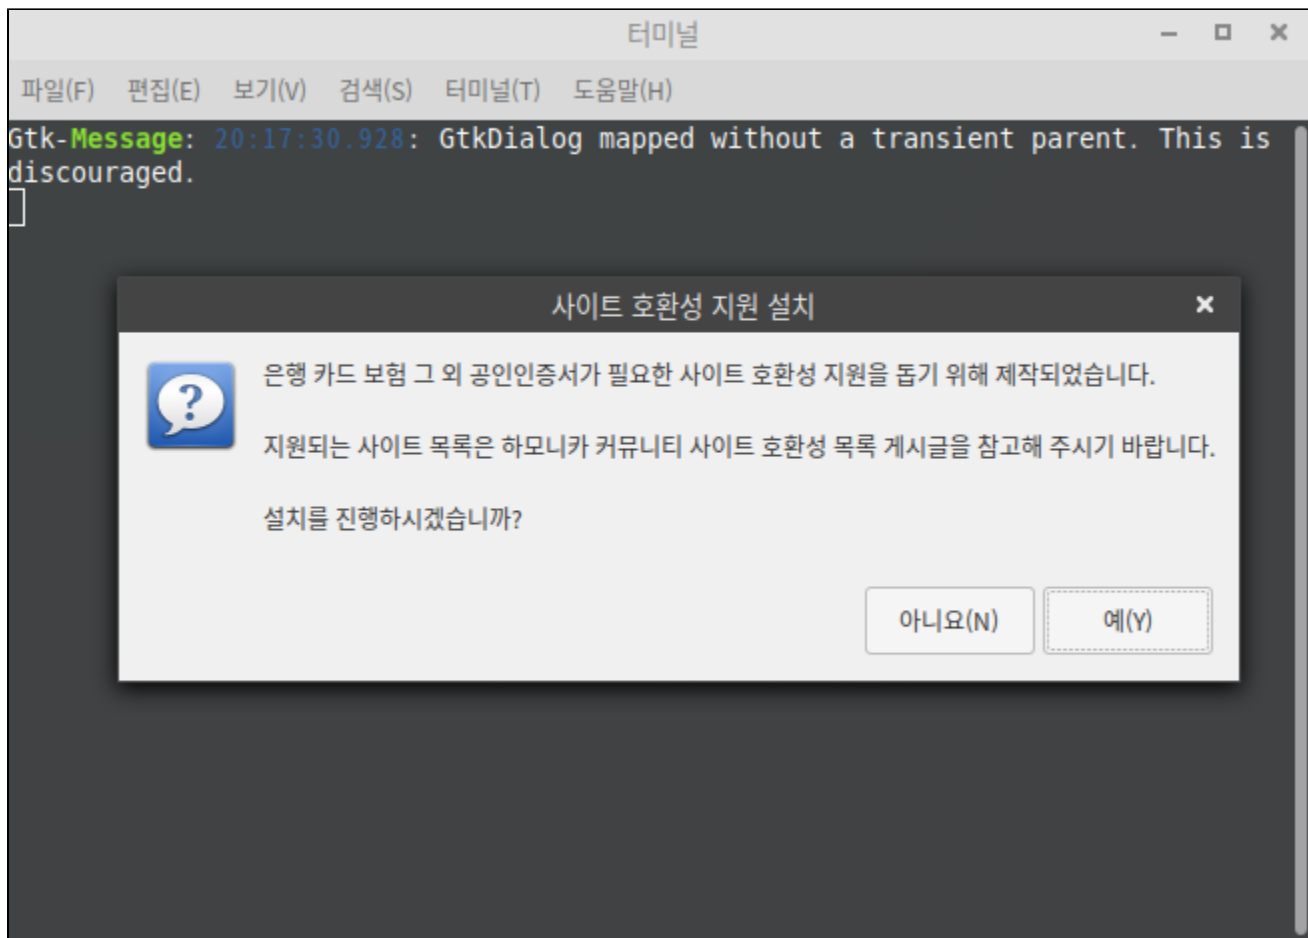 터미널
파일(F) 편집(E) 보기(V) 검색(S) 터미널(T) 도움말(H)
Gtk-Message: 20:17:30.928: GtkDialog mapped without a transient parent. This is
discouraged.
사이트 호환성 지원 설치
은행 카드 보험 그 외 공인인증서가 필요한 사이트 호환성 지원을 돕기 위해 제작되었습니다.
지원되는 사이트 목록은 하모니카 커뮤니티 사이트 호환성 목록 게시글을 참고해 주시기 바랍니다.
설치를 진행하시겠습니까?
아니요(N) 예(Y)